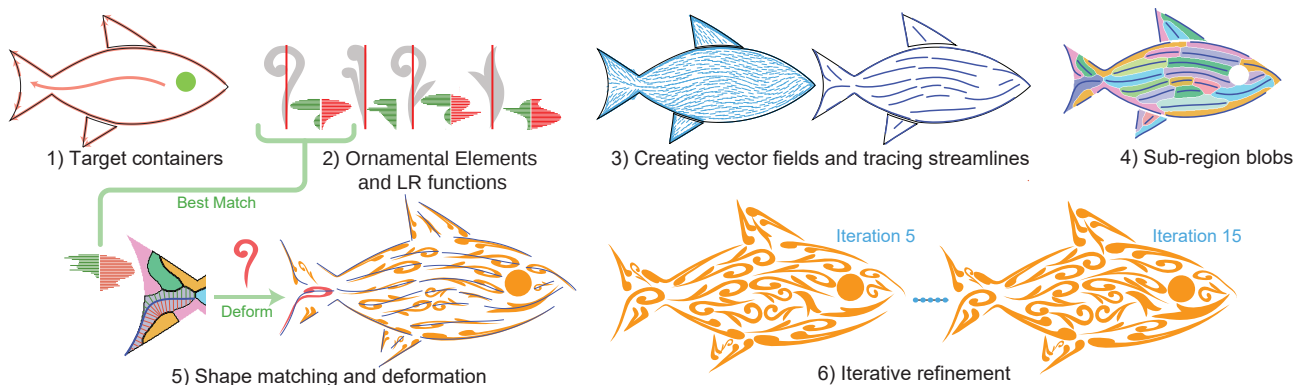 1) Target containers
2) Ornamental Elements
and LR functions
3) Creating vector fields and tracing streamlines
4) Sub-region blobs
Best Match
Deform
5) Shape matching and deformation
Iteration 5
Iteration 15
6) Iterative refinement